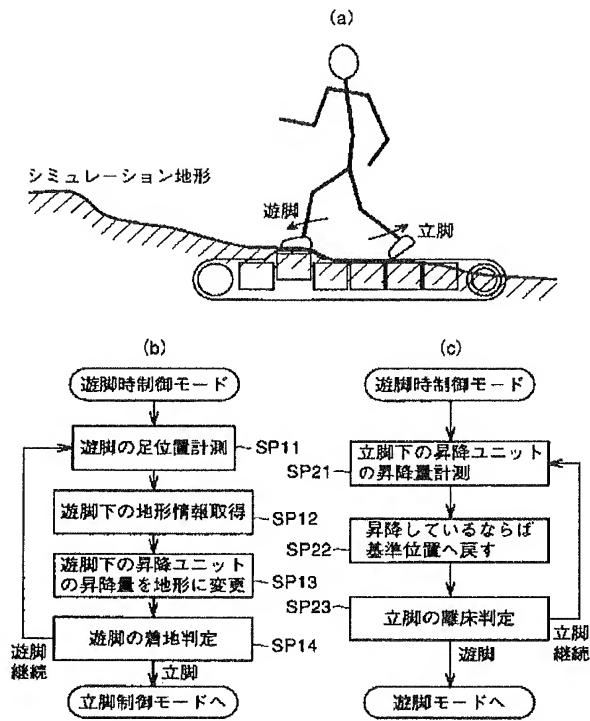 (a)
シミュレーション地形
遊脚
立脚
(b)
遊脚時制御モード
遊脚の足位置計測
SP11
遊脚下の地形情報取得
SP12
遊脚下の昇降ユニット
の昇降量を地形に変更
SP13
遊脚の着地判定
SP14
遊脚
継続
立脚
立脚制御モードへ
(c)
遊脚時制御モード
立脚下の昇降ユニット
の昇降量計測
SP21
昇降しているならば
基準位置へ戻す
SP22
SP23
立脚の離床判定
立脚
継続
遊脚
遊脚モードへ